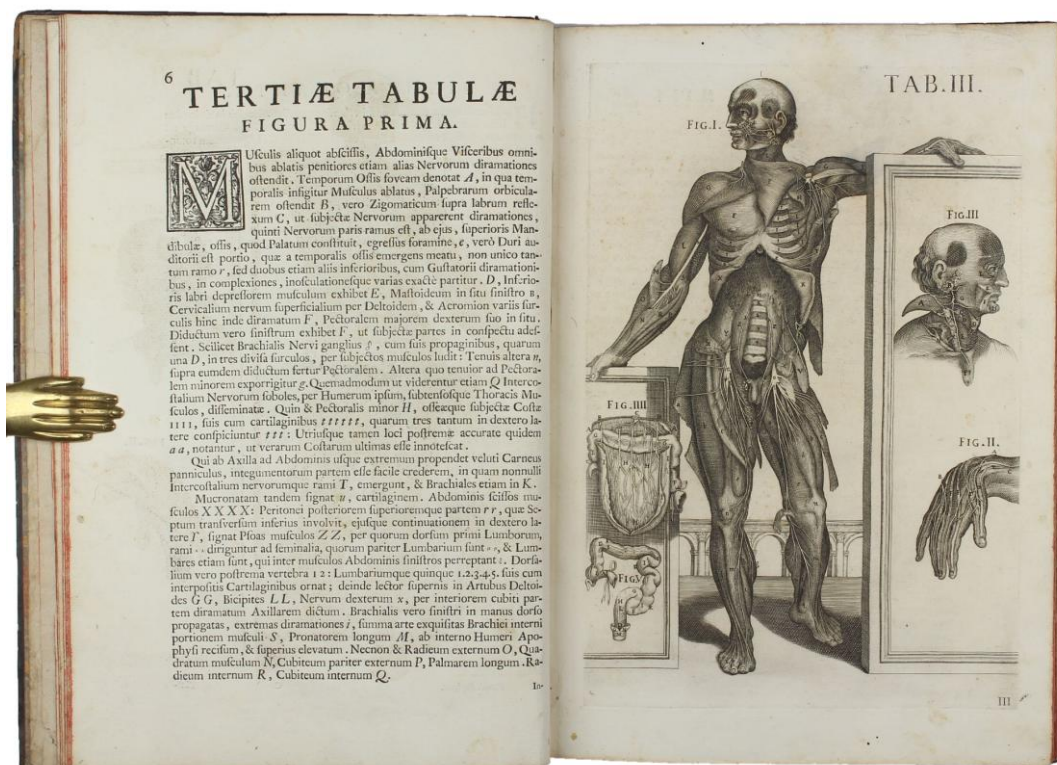 6
TERTIÆ TABULÆ
FIGURA PRIMA.
MUsculis aliquot abscissis, Abdominisque Visceribus omni-
bus ablatis penitiores etiam alias Nervorum diramationes
ostendit. Temporum Ossis foveam denotat A, in qua tem-
poralis infigitur Musculus ablatus, Palpebrarum orbicula-
rem ostendit B, vero Zigomaticum supra labrum refle-
xum C, ut subjectæ Nervorum apparerent diramationes,
quinti Nervorum paris ramus est, ab ejus, superioris Man-
dibulæ, ossis, quod Palatum constituit, egressus foramine, e, verò Duri au-
ditorii est portio, quæ a temporalis ossis emergens meatu, non unico tan-
tum ramo r, sed duobus etiam aliis inferioribus, cum Gustatorii diramationi-
bus, in complexiones, inosculationesque varias exactè partitur. D, Inferio-
ris labri depressorem musculum exhibet E, Mastoideum in situ sinistro B,
Cervicalium nervum superficialium per Deltoidem, & Acromion variis sur-
culis hinc inde diramatum F, Pectoralem majorem dexterum suo in situ.
Diductum vero sinistrum exhibet F, ut subjectæ partes in conspectu ades-
sent. Scilicet Brachialis Nervi ganglius, cum suis propaginibus, quarum
una D, in tres divisa surculos, per subjectos musculos ludit: Tenuis altera n,
supra eumdem diductum fertur Pectoralem. Altera quo tenuior ad Pectora-
lem minorem exporrigitur g. Quemadmodum ut viderentur etiam Q Interco-
stalium Nervorum soboles, per Humerum ipsum, subtensosque Thoracis Mu-
sculos, disseminatæ. Quin & Pectoralis minor H, osseæque subjectæ Costæ
IIII, suis cum cartilaginibus tttttt, quarum tres tantum in dextero la-
tere conspiciuntur ttt: Utriusque tamen loci postremæ accurate quidem
aa, notantur, ut verarum Costarum ultimas esse innotescat.
Qui ab Axilla ad Abdominis usque extremum propendet veluti Carneus
panniculus, integumentorum partem esse facile crederem, in quam nonnulli
Intercostalium nervorumque rami T, emergunt, & Brachiales etiam in K.
Mucronatam tandem signat u, cartilaginem. Abdominis scissos mu-
sculos XXXX: Peritonei posteriorem superioremque partem rr, quæ Se-
ptum transversum inferius involvit, ejusque continuationem in dextero la-
tere Γ, signat Psoas musculos ZZ, per quorum dorsum primi Lumborum,
rami diriguntur ad seminalia, quorum pariter Lumbarium sunt, & Lum-
bares etiam sunt, qui inter musculos Abdominis sinistros perreptant. Dorsa-
lium vero postrema vertebra 12: Lumbariumque quinque 1.2.3.4.5. suis cum
interpositis Cartilaginibus ornat; deinde lector supernis in Artubus Deltoi-
des GG, Bicipites LL, Nervum dexterum x, per interiorem cubiti par-
tem diramatum Axillarem dictum. Brachialis vero sinistri in manus dorso
propagatas, extremas diramationes i, summa arte exquisitas Brachiei interni
portionem musculi S, Pronatorem longum M, ab interno Humeri Apo-
physi recisum, & superius elevatum. Necnon & Radieum externum O, Qua-
dratum musculum N, Cubiteum pariter externum P, Palmarem longum. Ra-
dieum internum R, Cubiteum internum Q.
In-
TAB. III.
FIG. I.
FIG. III
FIG. IIII
FIG. II.
FIG. V
III